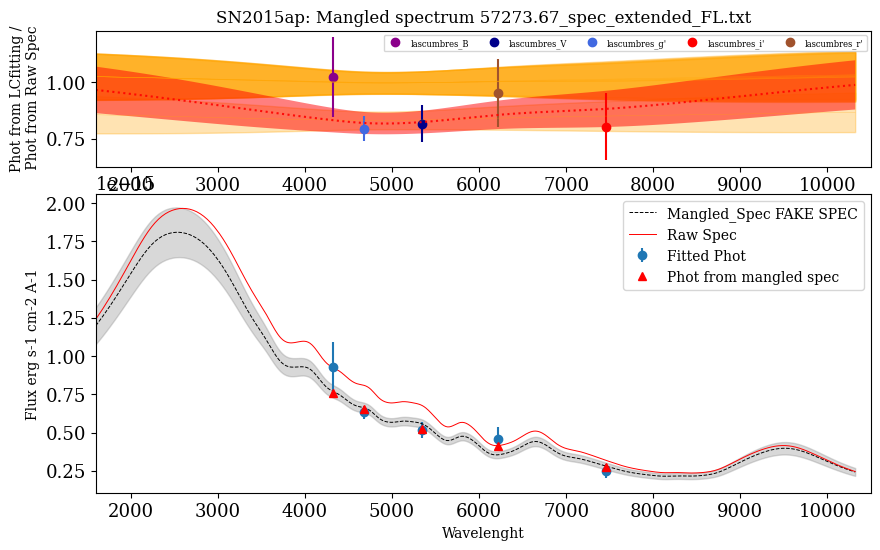 SN2015ap: Mangled spectrum 57273.67_spec_extended_FL.txt
Phot from LCfitting /
Phot from Raw Spec
1.00
0.75
lascumbres_B
lascumbres_V
lascumbres_g'
lascumbres_i'
lascumbres_r'
2000 3000 4000 5000 6000 7000 8000 9000 10000
Flux erg s-1 cm-2 A-1
2.00
1.75
1.50
1.25
1.00
0.75
0.50
0.25
Mangled_Spec FAKE SPEC
Raw Spec
Fitted Phot
Phot from mangled spec
2000 3000 4000 5000 6000 7000 8000 9000 10000
Wavelenght